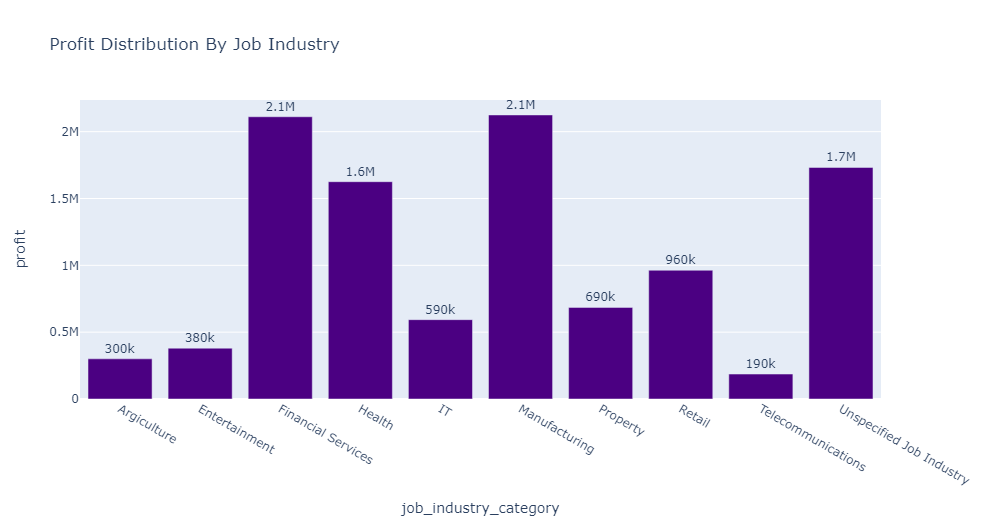 Profit Distribution By Job Industry
profit
2M
1.5M
1M
0.5M
0
300k
380k
2.1M
1.6M
590k
2.1M
690k
960k
190k
1.7M
Argiculture
Entertainment
Financial Services
Health
IT
Manufacturing
Property
Retail
Telecommunications
Unspecified Job Industry
job_industry_category